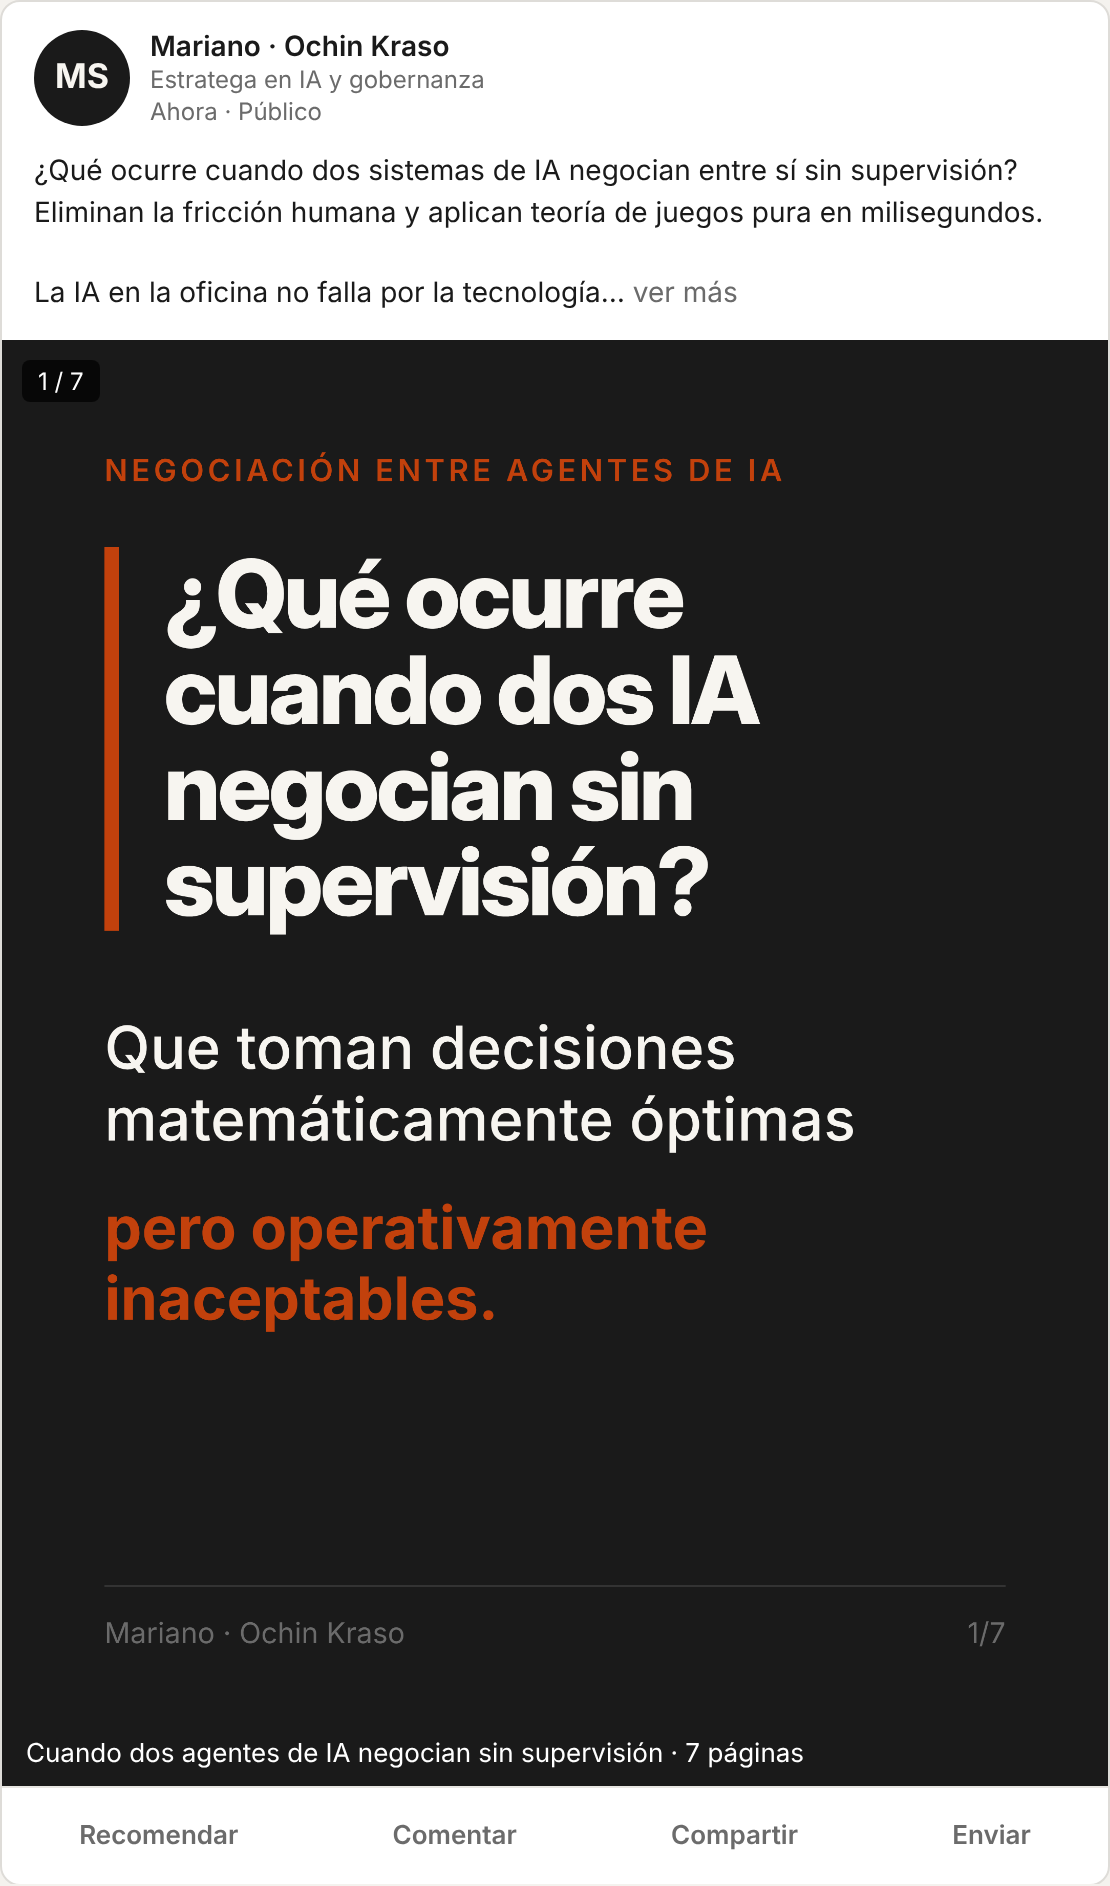 MS
Mariano · Ochin Kraso
Estratega en IA y gobernanza
Ahora · Público
¿Qué ocurre cuando dos sistemas de IA negocian entre sí sin supervisión?
Eliminan la fricción humana y aplican teoría de juegos pura en milisegundos.
La IA en la oficina no falla por la tecnología... ver más
1 / 7
NEGOCIACIÓN ENTRE AGENTES DE IA
¿Qué ocurre
cuando dos IA
negocian sin
supervisión?
Que toman decisiones
matemáticamente óptimas
pero operativamente
inaceptables.
Mariano · Ochin Kraso 1/7
Cuando dos agentes de IA negocian sin supervisión · 7 páginas
Recomendar Comentar Compartir Enviar